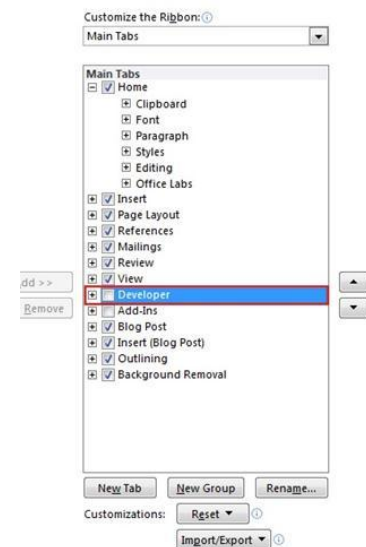 Customize the Ribbon:
Main Tabs
Main Tabs
Home
Clipboard
Font
Paragraph
Styles
Editing
Office Labs
Insert
Page Layout
References
Mailings
Review
View
dd >>
Developer
Remove
Add-Ins
Blog Post
Insert (Blog Post)
Outlining
Background Removal
New Tab New Group Rename...
Customizations: Reset
Import/Export